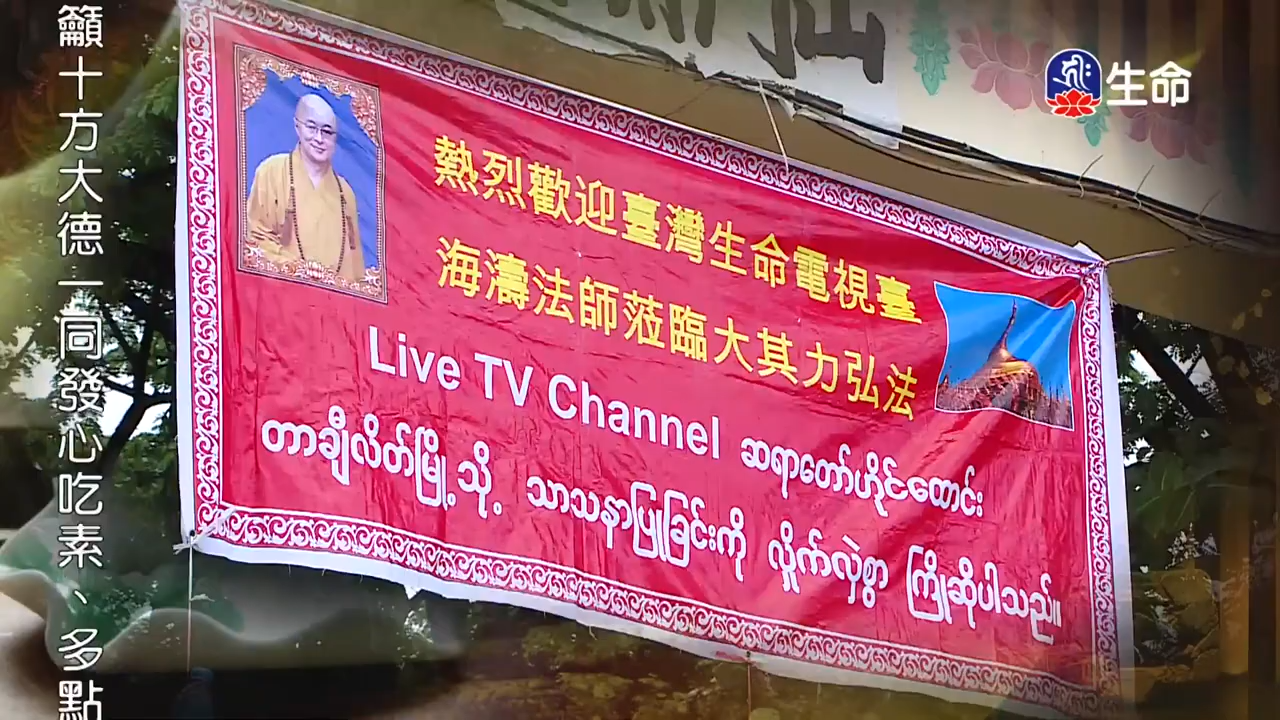 籲十方大德一同發心吃素、多點
生命
熱烈歡迎臺灣生命電視臺
海濤法師蒞臨大其力弘法
Live TV Channel ဆရာတော်ဟိုင်ထောင်း
တာချီလိတ်မြို့သို့ သာသနာပြုခြင်းကို လှိုက်လှဲစွာ ကြိုဆိုပါသည်။